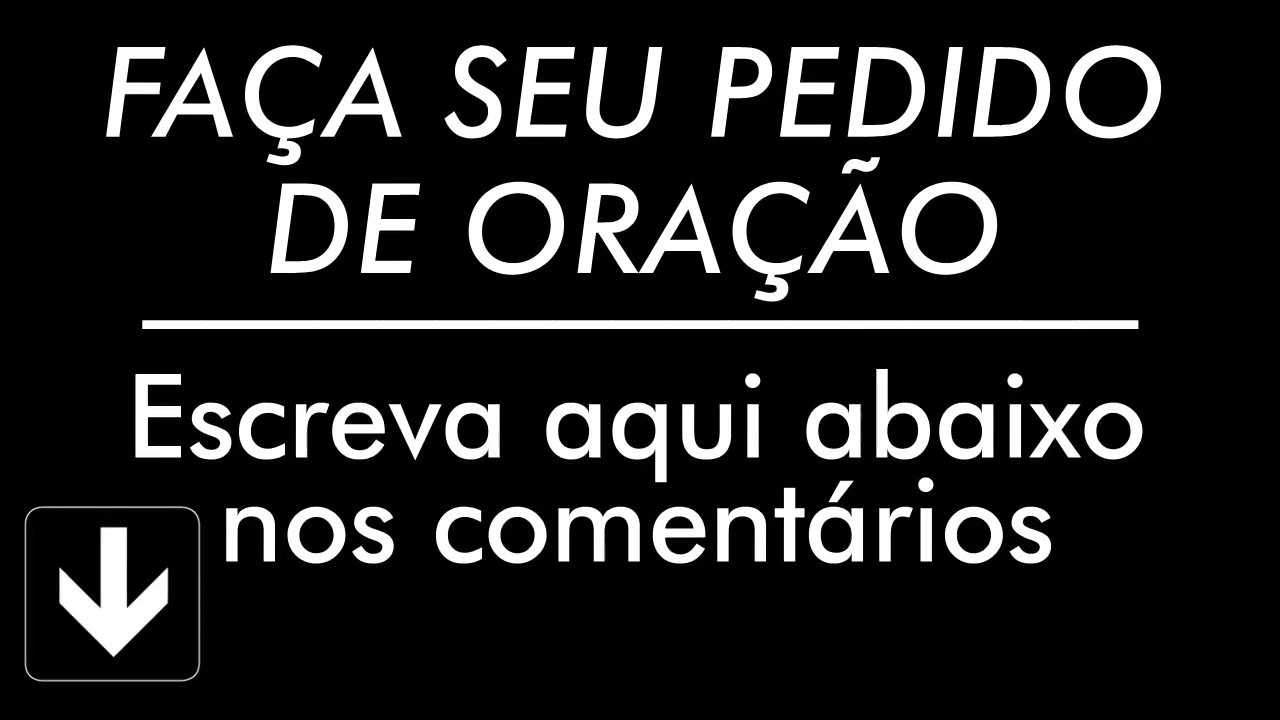 FAÇA SEU PEDIDO
DE ORAÇÃO
Escreva aqui abaixo
nos comentários